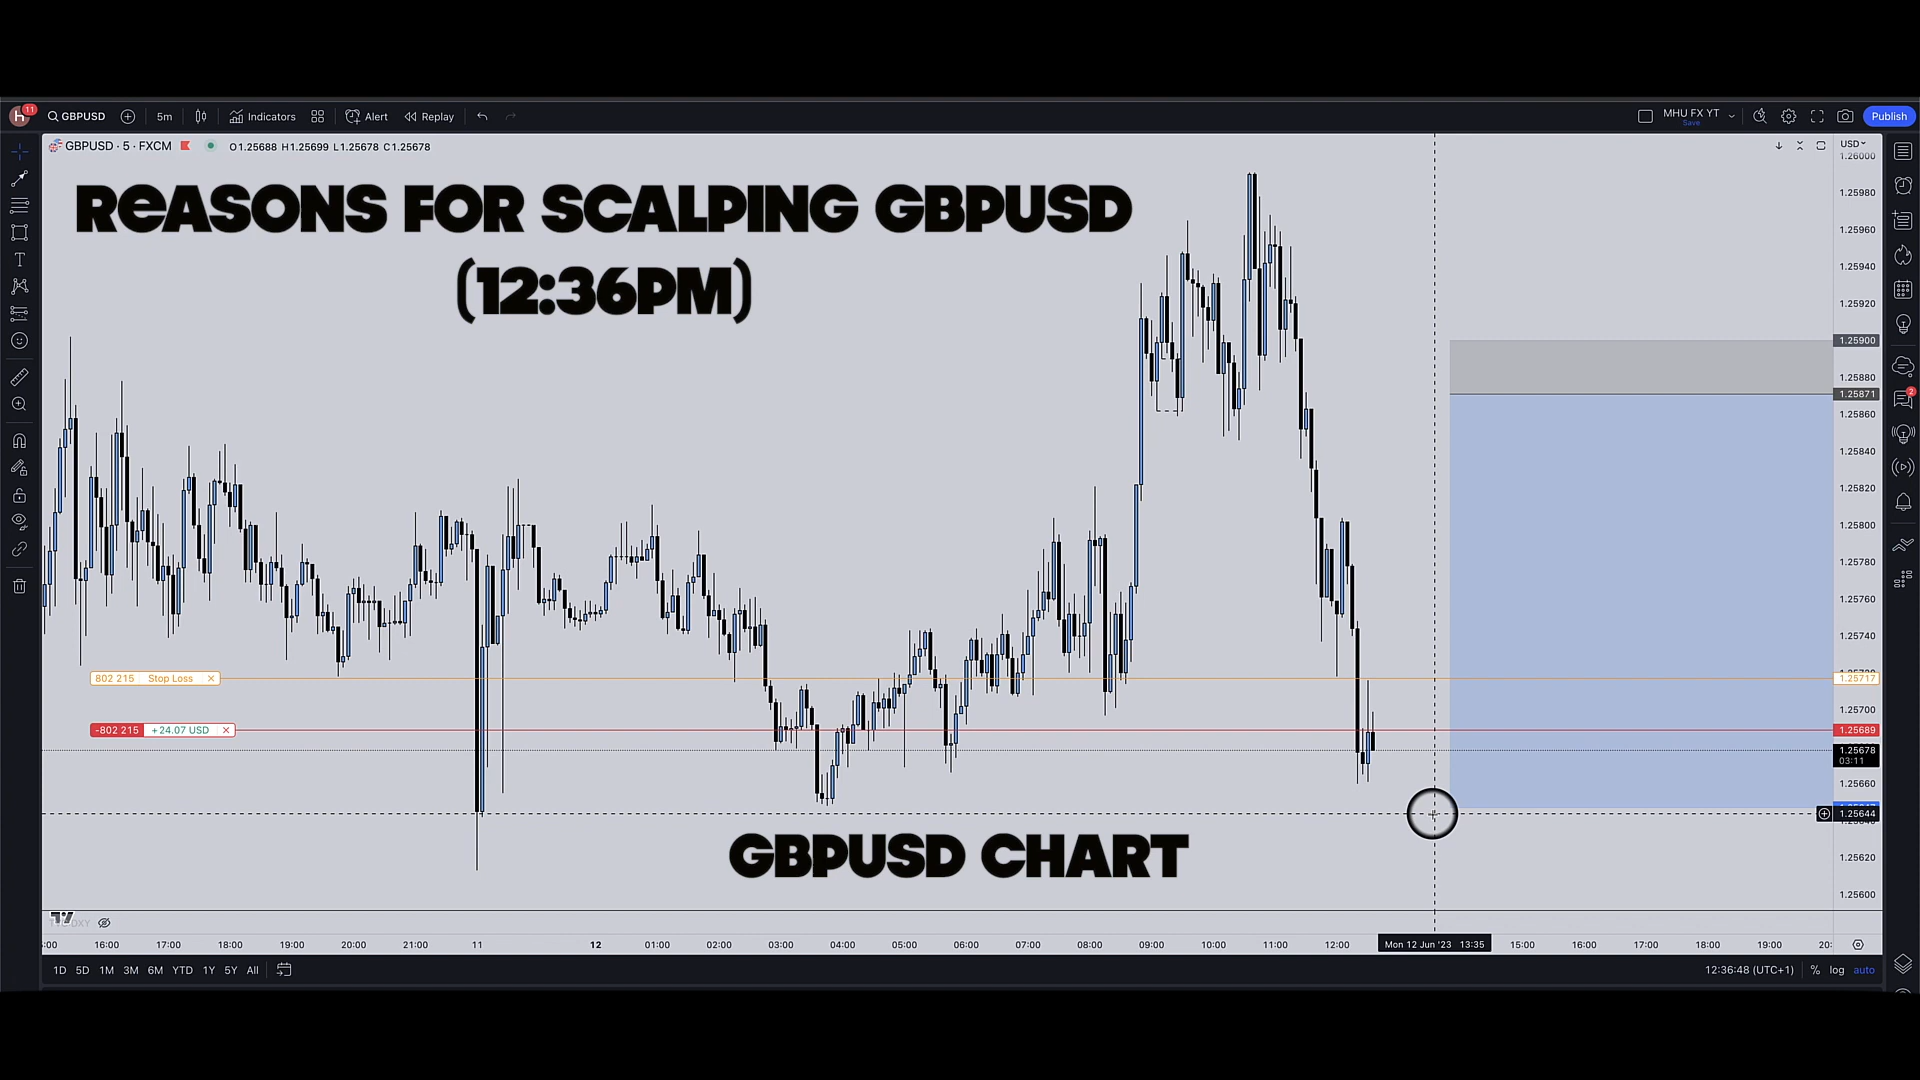 h 11 GBPUSD 5m Indicators Alert Replay MHU FX YT Save Publish
GBPUSD · 5 · FXCM O1.25688 H1.25699 L1.25678 C1.25678 USD
REASONS FOR SCALPING GBPUSD
(12:36PM)
1.26000
1.25980
1.25960
1.25940
1.25920
1.25900
1.25880
1.25871
1.25860
1.25840
1.25820
1.25800
1.25780
1.25760
1.25740
802 215 Stop Loss × 1.25717
1.25700
-802 215 +24.07 USD × 1.25689
1.25678
03:11
1.25660
1.25644
GBPUSD CHART
1.25620
1.25600
16:00 17:00 18:00 19:00 20:00 21:00 11 12 01:00 02:00 03:00 04:00 05:00 06:00 07:00 08:00 09:00 10:00 11:00 12:00 Mon 12 Jun '23 13:35 15:00 16:00 17:00 18:00 19:00 20:
1D 5D 1M 3M 6M YTD 1Y 5Y All 12:36:48 (UTC+1) % log auto
2